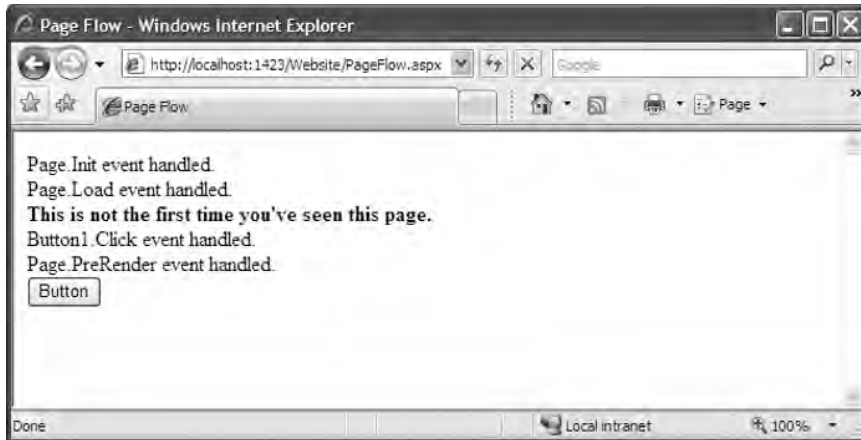 Page Flow - Windows Internet Explorer
http://localhost:1423/Website/PageFlow.aspx
Google
Page Flow
Page
Page.Init event handled.
Page.Load event handled.
This is not the first time you've seen this page.
Button1.Click event handled.
Page.PreRender event handled.
Button
Done
Local intranet
100%